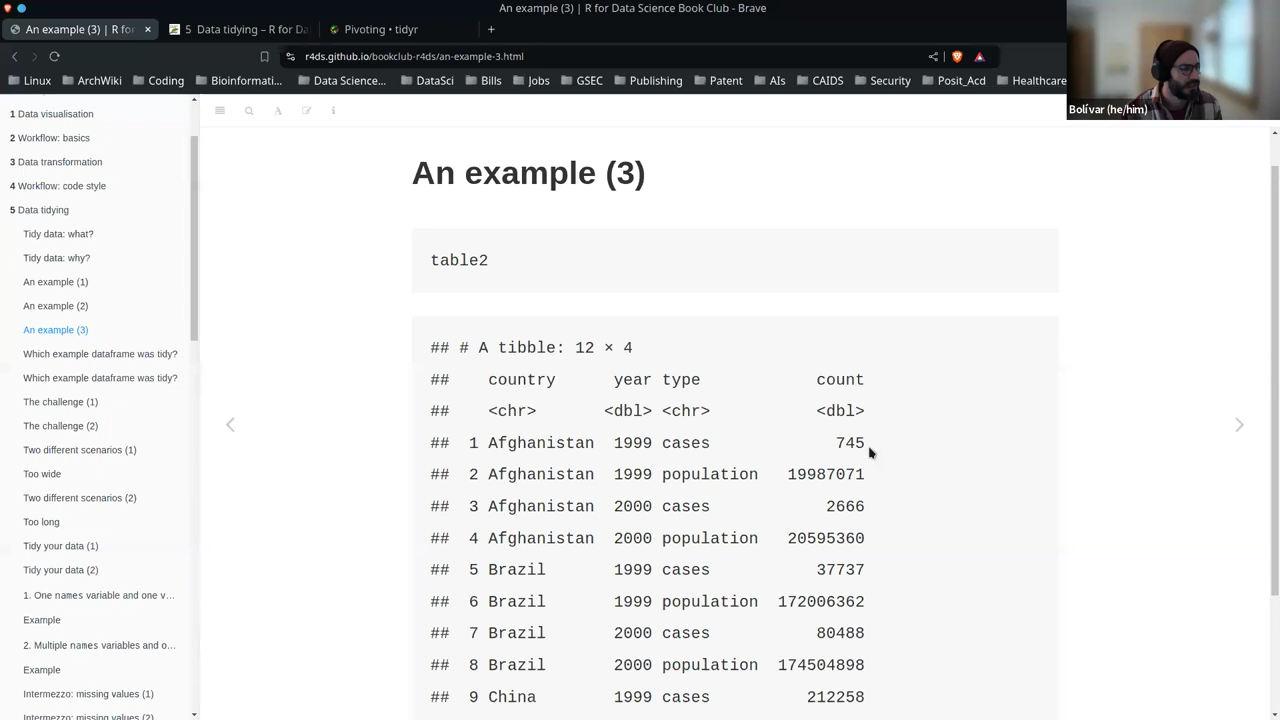 An example (3) | R for Data Science Book Club - Brave
An example (3) | R for
5 Data tidying – R for Da
Pivoting • tidyr
r4ds.github.io/bookclub-r4ds/an-example-3.html
Linux
ArchWiki
Coding
Bioinformati...
Data Science...
DataSci
Bills
Jobs
GSEC
Publishing
Patent
AIs
CAIDS
Security
Posit_Acd
Healthcare
Bolívar (he/him)
1 Data visualisation
2 Workflow: basics
3 Data transformation
4 Workflow: code style
5 Data tidying
Tidy data: what?
Tidy data: why?
An example (1)
An example (2)
An example (3)
Which example dataframe was tidy?
Which example dataframe was tidy?
The challenge (1)
The challenge (2)
Two different scenarios (1)
Too wide
Two different scenarios (2)
Too long
Tidy your data (1)
Tidy your data (2)
1. One names variable and one v...
Example
2. Multiple names variables and o...
Example
Intermezzo: missing values (1)
Intermezzo: missing values (2)
An example (3)
table2
## # A tibble: 12 × 4
## country year type count
## <chr> <dbl> <chr> <dbl>
## 1 Afghanistan 1999 cases 745
## 2 Afghanistan 1999 population 19987071
## 3 Afghanistan 2000 cases 2666
## 4 Afghanistan 2000 population 20595360
## 5 Brazil 1999 cases 37737
## 6 Brazil 1999 population 172006362
## 7 Brazil 2000 cases 80488
## 8 Brazil 2000 population 174504898
## 9 China 1999 cases 212258